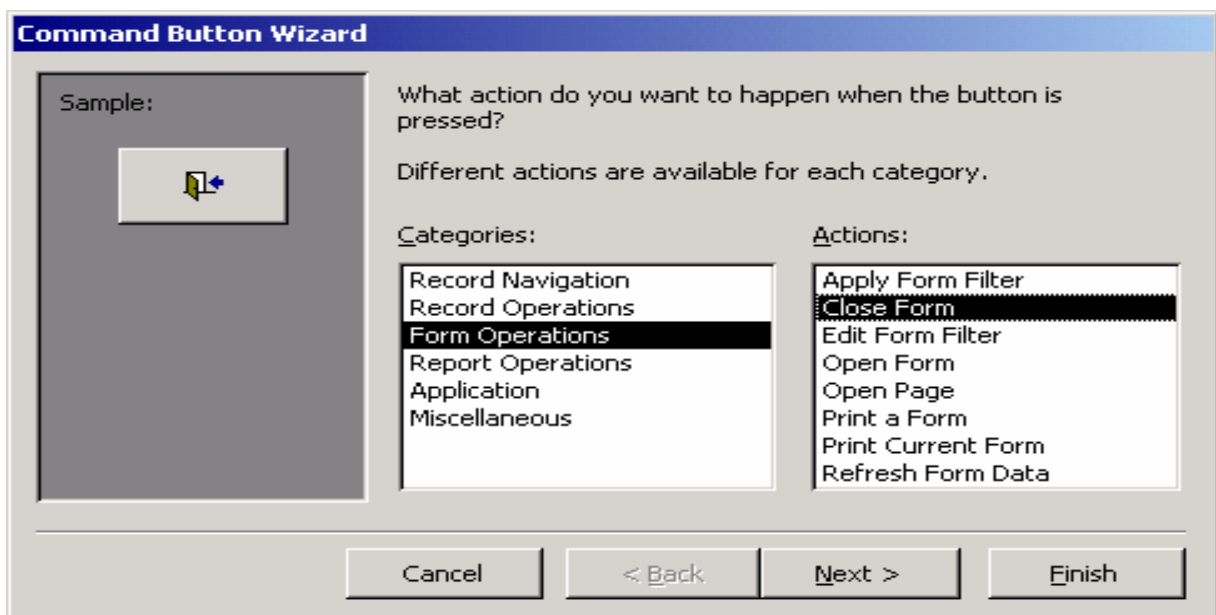 Command Button Wizard
Sample:
What action do you want to happen when the button is
pressed?
Different actions are available for each category.
Categories:
Record Navigation
Record Operations
Form Operations
Report Operations
Application
Miscellaneous
Actions:
Apply Form Filter
Close Form
Edit Form Filter
Open Form
Open Page
Print a Form
Print Current Form
Refresh Form Data
Cancel
< Back
Next >
Finish